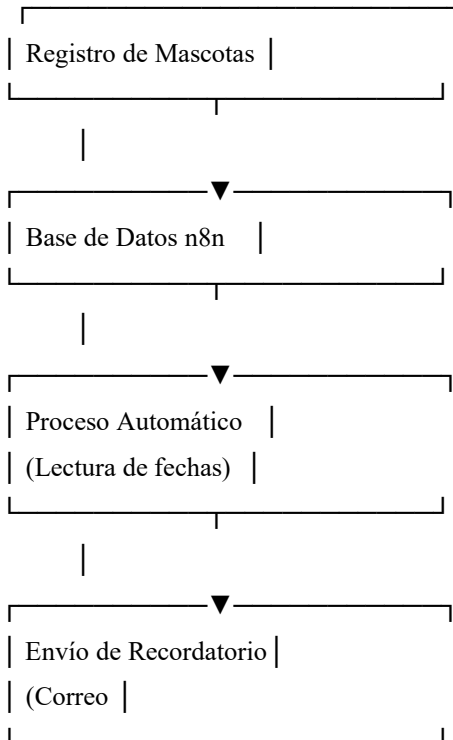 Registro de Mascotas
Base de Datos n8n
Proceso Automático
(Lectura de fechas)
Envío de Recordatorio
(Correo